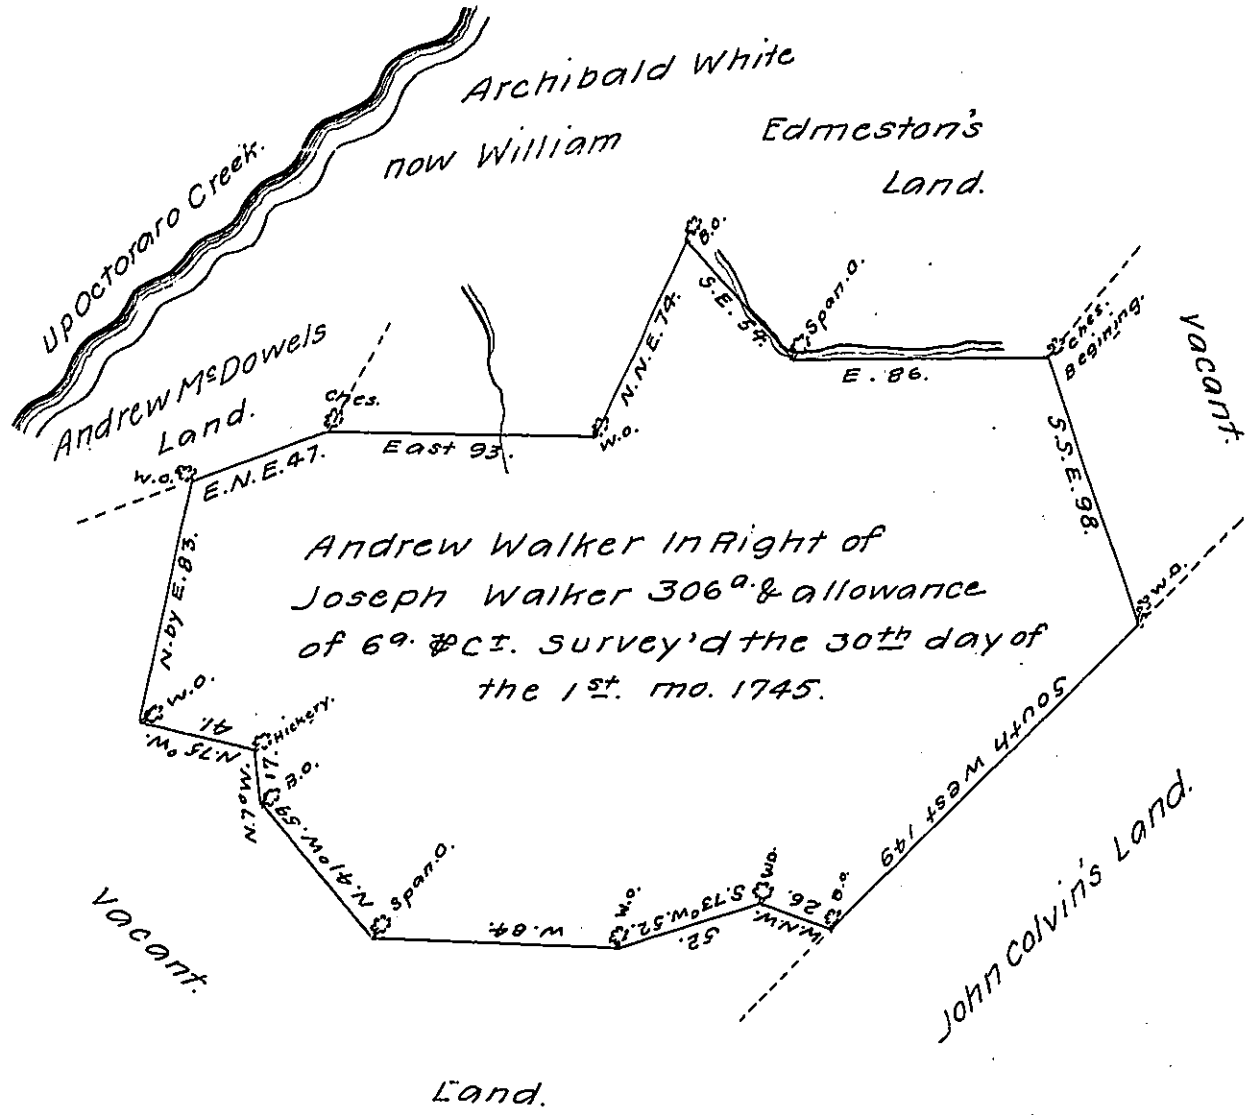 Archibald White
now William
Edmeston's
Land.
Up Octoraro Creek.
Andrew McDowels
Land.
B.O.
S.E. 54.
Span.O.
E. 86.
Ches.
Begining.
Vacant.
S.S.E. 98.
W.O.
South West 149
John Colvin's Land.
B.O.
W.N.W. 26.
W.O.
S.73°W.52.
52.
W.O.
W. 84.
Span.O.
N.41°W.59
B.O.
N.7°W. 17.
Hickery.
N.75°W. 41.
W.O.
N. by E. 83.
W.O.
E.N.E. 47.
Ches.
East 93.
W.O.
N.N.E. 74.
Andrew Walker In Right of
Joseph Walker 306a. & allowance
of 6a. ⅌ Ct. Survey'd the 30th day of
the 1st. mo. 1745.
Vacant.
Land.